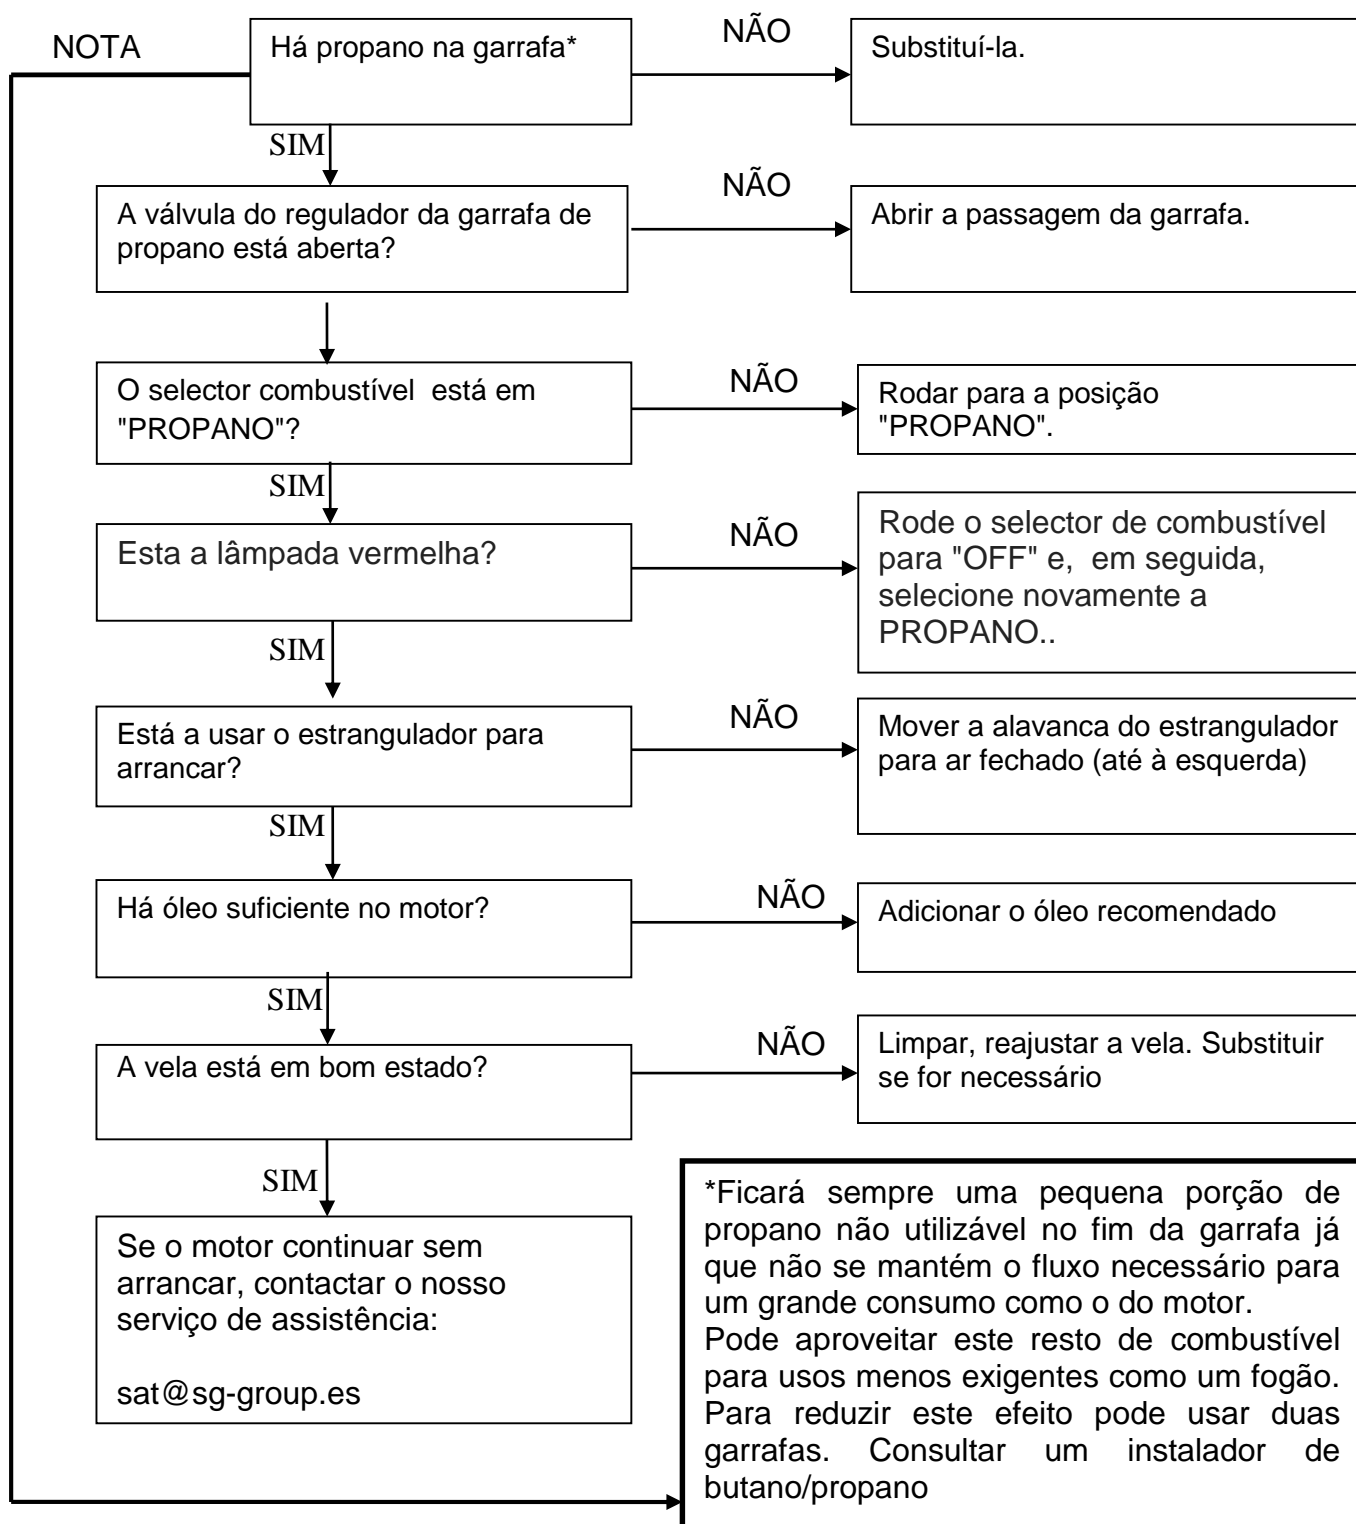 NOTA
Há propano na garrafa*
NÃO
Substituí-la.
SIM
A válvula do regulador da garrafa de
propano está aberta?
NÃO
Abrir a passagem da garrafa.
O selector combustível  está em
"PROPANO"?
NÃO
Rodar para a posição
"PROPANO".
SIM
Esta a lâmpada vermelha?
NÃO
Rode o selector de combustível
para "OFF" e,  em seguida,
selecione novamente a
PROPANO..
SIM
Está a usar o estrangulador para
arrancar?
NÃO
Mover a alavanca do estrangulador
para ar fechado (até à esquerda)
SIM
Há óleo suficiente no motor?
NÃO
Adicionar o óleo recomendado
SIM
A vela está em bom estado?
NÃO
Limpar, reajustar a vela. Substituir
se for necessário
SIM
Se o motor continuar sem
arrancar, contactar o nosso
serviço de assistência:
sat@sg-group.es
*Ficará sempre uma pequena porção de
propano não utilizável no fim da garrafa já
que não se mantém o fluxo necessário para
um grande consumo como o do motor.
Pode aproveitar este resto de combustível
para usos menos exigentes como um fogão.
Para reduzir este efeito pode usar duas
garrafas. Consultar um instalador de
butano/propano